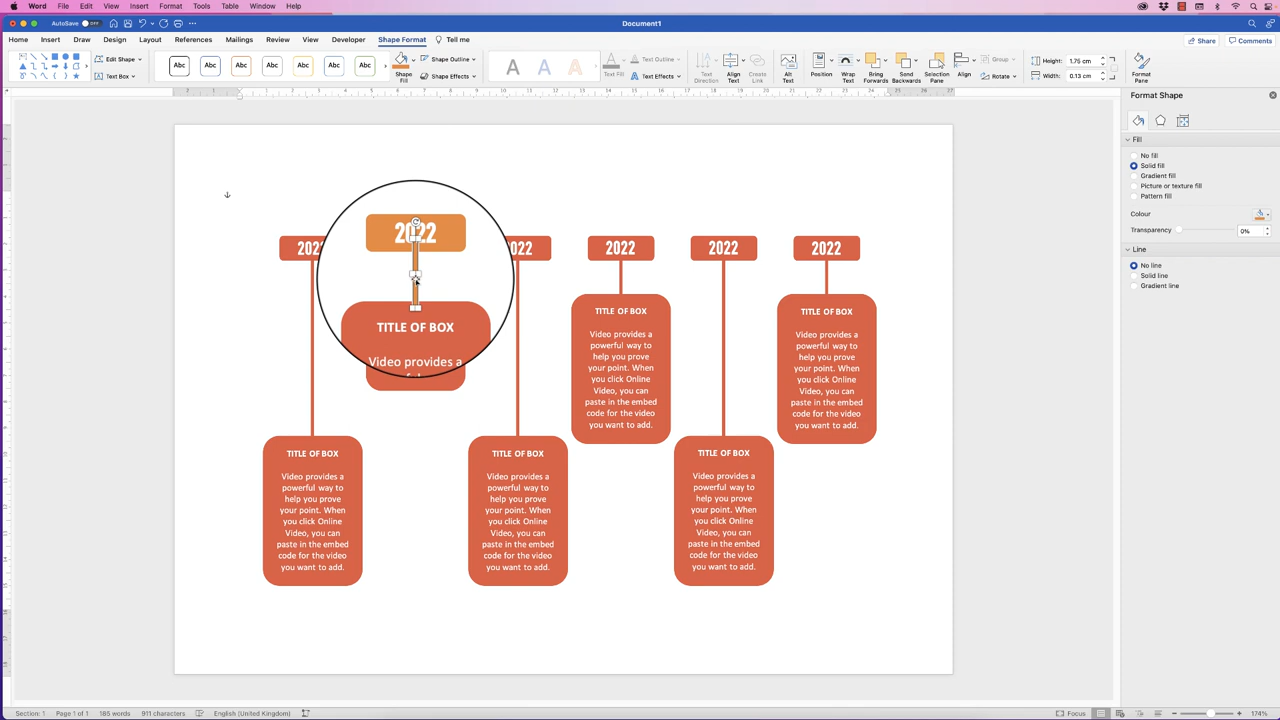 Word File Edit View Insert Format Tools Table Window Help
AutoSave OFF Document1
Home Insert Draw Design Layout References Mailings Review View Developer Shape Format Tell me Share Comments
Abc Abc Abc Abc Abc Abc Abc
Edit Shape Text Box
Shape Fill Shape Outline Shape Effects
A A A
Text Fill Text Outline Text Effects
Text Direction Align Text Create Link Alt Text
Position Wrap Text Bring Forwards Send Backwards Selection Pane Align Group Rotate
Height: 1.75 cm
Width: 0.13 cm
Format Pane
Format Shape
Fill
No fill
Solid fill
Gradient fill
Picture or texture fill
Pattern fill
Colour
Transparency 0%
Line
No line
Solid line
Gradient line
2022
2022
2022 2022 2022
TITLE OF BOX
Video provides a
TITLE OF BOX
Video provides a
powerful way to
help you prove
your point. When
you click Online
Video, you can
paste in the embed
code for the video
you want to add.
TITLE OF BOX
Video provides a
powerful way to
help you prove
your point. When
you click Online
Video, you can
paste in the embed
code for the video
you want to add.
TITLE OF BOX
Video provides a
powerful way to
help you prove
your point. When
you click Online
Video, you can
paste in the embed
code for the video
you want to add.
TITLE OF BOX
Video provides a
powerful way to
help you prove
your point. When
you click Online
Video, you can
paste in the embed
code for the video
you want to add.
TITLE OF BOX
Video provides a
powerful way to
help you prove
your point. When
you click Online
Video, you can
paste in the embed
code for the video
you want to add.
Section: 1 Page 1 of 1 185 words 911 characters English (United Kingdom) Focus 174%